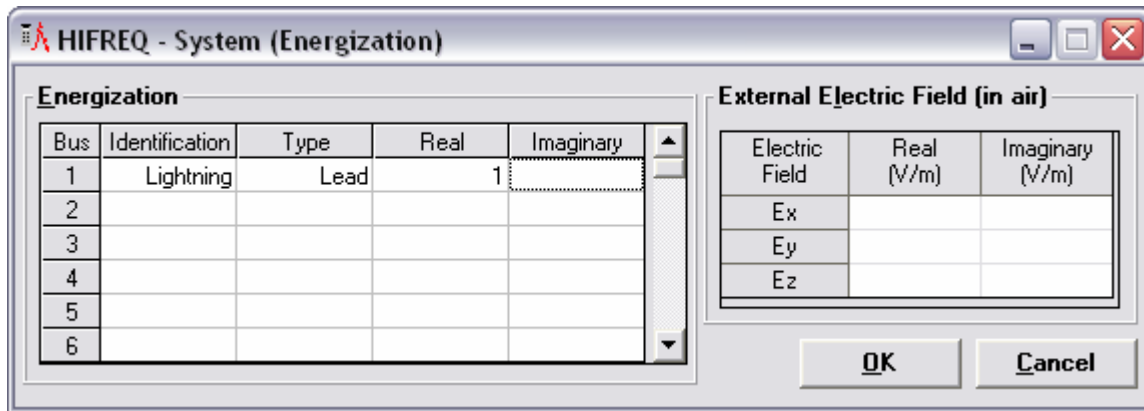 HIFREQ - System (Energization)
Energization
Bus Identification Type Real Imaginary
1 Lightning Lead 1
2
3
4
5
6
External Electric Field (in air)
Electric Field Real (V/m) Imaginary (V/m)
Ex
Ey
Ez
OK Cancel